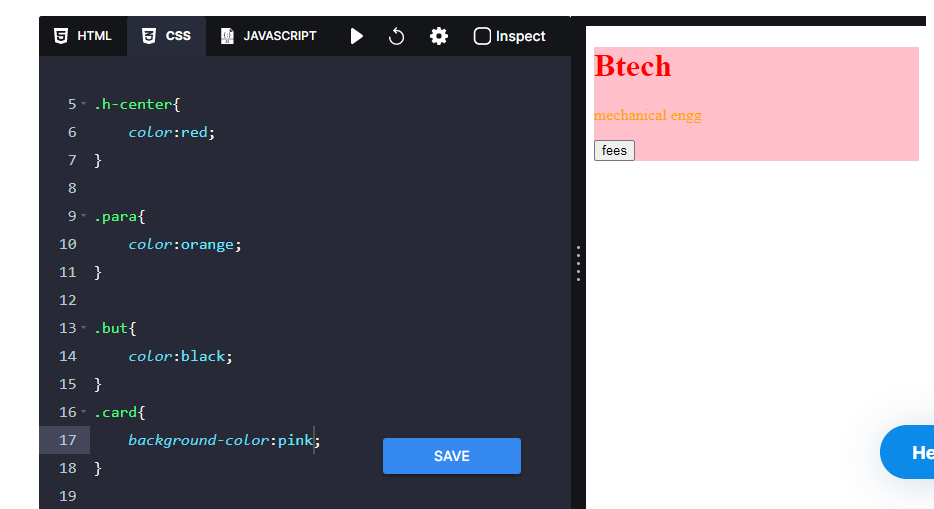 HTML CSS JAVASCRIPT Inspect
5 .h-center{
6 color:red;
7 }
8
9 .para{
10 color:orange;
11 }
12
13 .but{
14 color:black;
15 }
16 .card{
17 background-color:pink;
18 }
19
SAVE
Btech
mechanical engg
fees
He